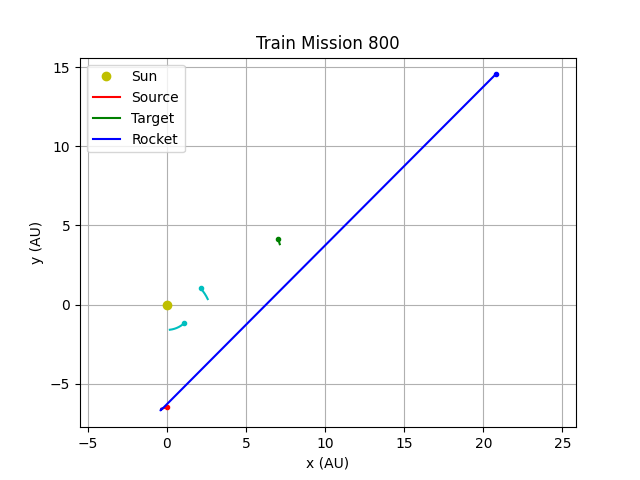 Train Mission 800
Sun
Source
Target
Rocket
15
10
5
0
−5
y (AU)
−5
0
5
10
15
20
25
x (AU)